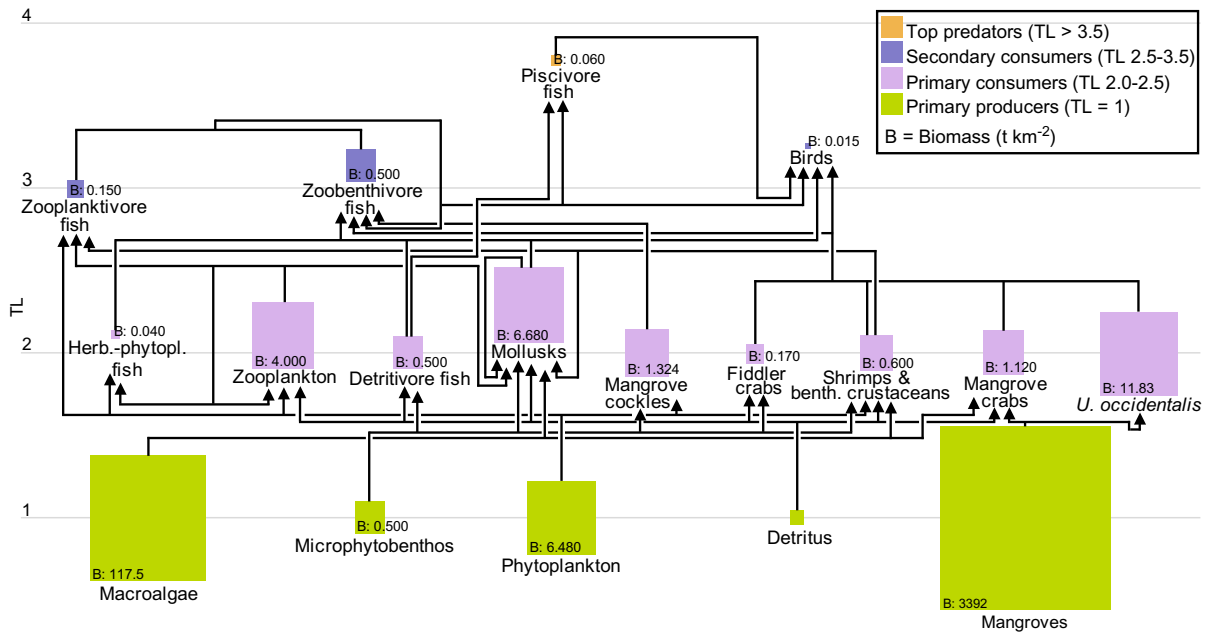 4
Top predators (TL > 3.5)
Secondary consumers (TL 2.5-3.5)
Primary consumers (TL 2.0-2.5)
Primary producers (TL = 1)
B = Biomass (t km-2)
B: 0.060
Piscivore
fish
B: 0.015
Birds
3
B: 0.150
Zooplanktivore
fish
B: 0.500
Zoobenthivore
fish
TL
2
B: 0.040
Herb.-phytopl.
fish
B: 4.000
Zooplankton
B: 0.500
Detritivore fish
B: 6.680
Mollusks
B: 1.324
Mangrove
cockles
B: 0.170
Fiddler
crabs
B: 0.600
Shrimps &
benth. crustaceans
B: 1.120
Mangrove
crabs
B: 11.83
U. occidentalis
1
B: 117.5
Macroalgae
B: 0.500
Microphytobenthos
B: 6.480
Phytoplankton
Detritus
B: 3392
Mangroves